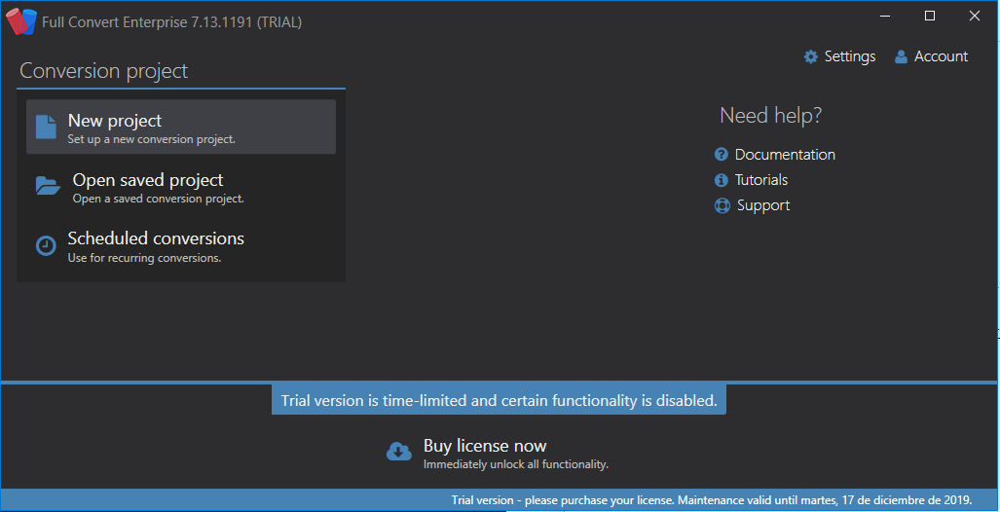 Full Convert Enterprise 7.13.1191 (TRIAL)
Settings
Account
Conversion project
New project
Set up a new conversion project.
Open saved project
Open a saved conversion project.
Scheduled conversions
Use for recurring conversions.
Need help?
Documentation
Tutorials
Support
Trial version is time-limited and certain functionality is disabled.
Buy license now
Immediately unlock all functionality.
Trial version - please purchase your license. Maintenance valid until martes, 17 de diciembre de 2019.